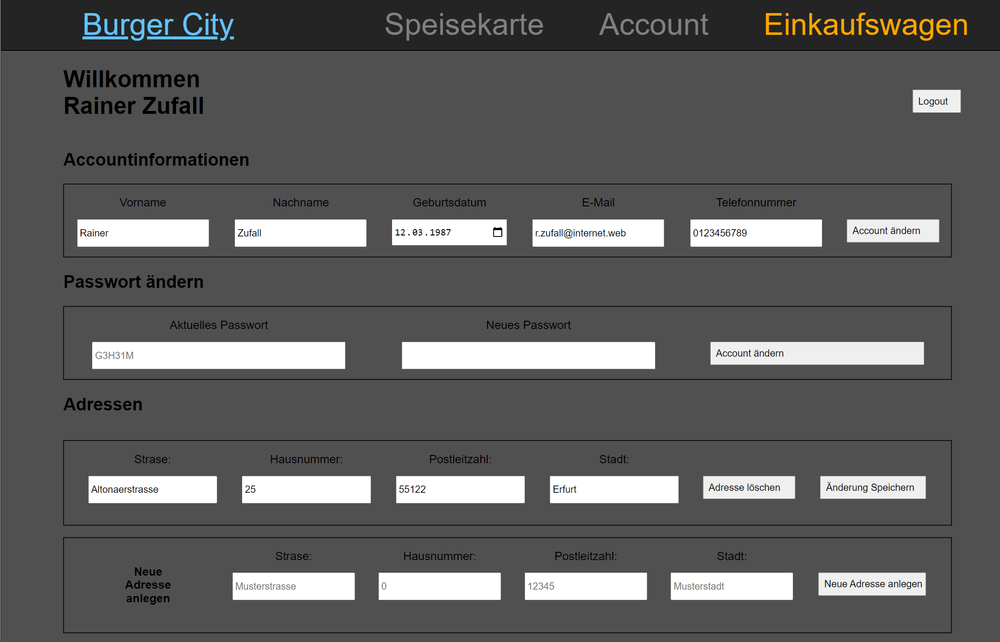 Burger City Speisekarte Account Einkaufswagen
Willkommen
Rainer Zufall
Logout
Accountinformationen
Vorname Nachname Geburtsdatum E-Mail Telefonnummer
Rainer Zufall 12.03.1987 r.zufall@internet.web 0123456789 Account ändern
Passwort ändern
Aktuelles Passwort Neues Passwort
G3H31M Account ändern
Adressen
Strase: Hausnummer: Postleitzahl: Stadt:
Altonaerstrasse 25 55122 Erfurt Adresse löschen Änderung Speichern
Strase: Hausnummer: Postleitzahl: Stadt:
Neue
Adresse
anlegen
Musterstrasse 0 12345 Musterstadt Neue Adresse anlegen